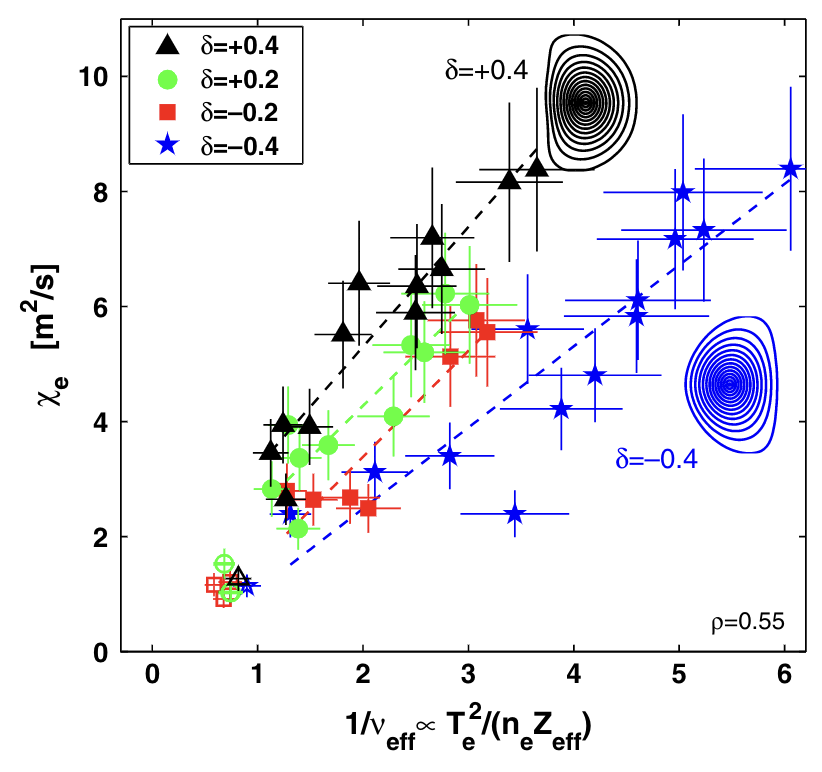 δ=+0.4
δ=+0.2
δ=−0.2
δ=−0.4
δ=+0.4
δ=−0.4
ρ=0.55
10
8
6
4
2
0
χe [m²/s]
0 1 2 3 4 5 6
1/νeff ∝ Te²/(neZeff)